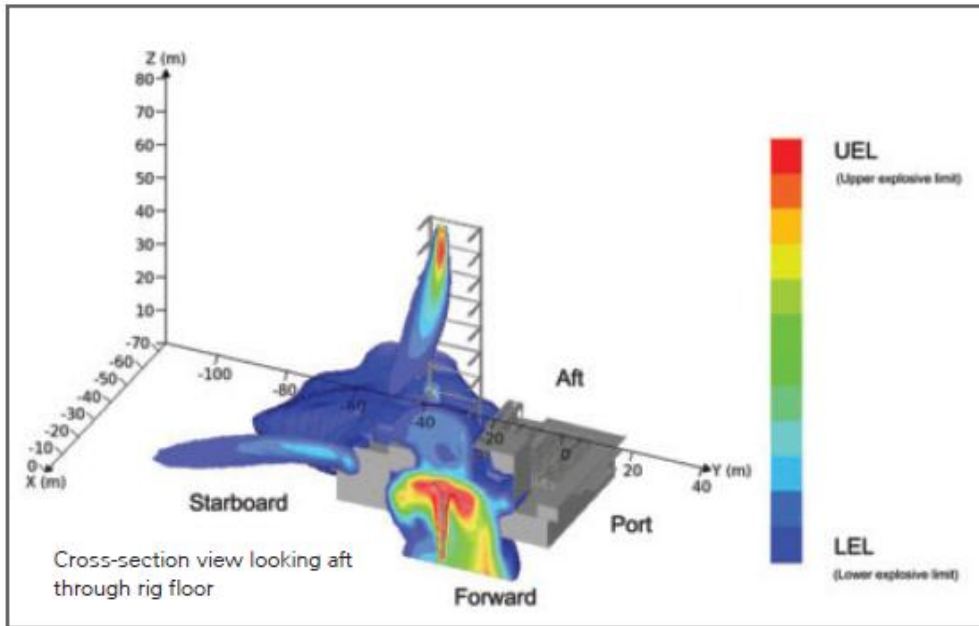 Z (m)
80
70
60
50
40
30
20
10
-70
-60
-50
-40
-30
-20
-10
0
X (m)
-100
-80
-60
-40
-20
0
20
40
Y (m)
Aft
Starboard
Port
Forward
Cross-section view looking aft
through rig floor
UEL
(Upper explosive limit)
LEL
(Lower explosive limit)